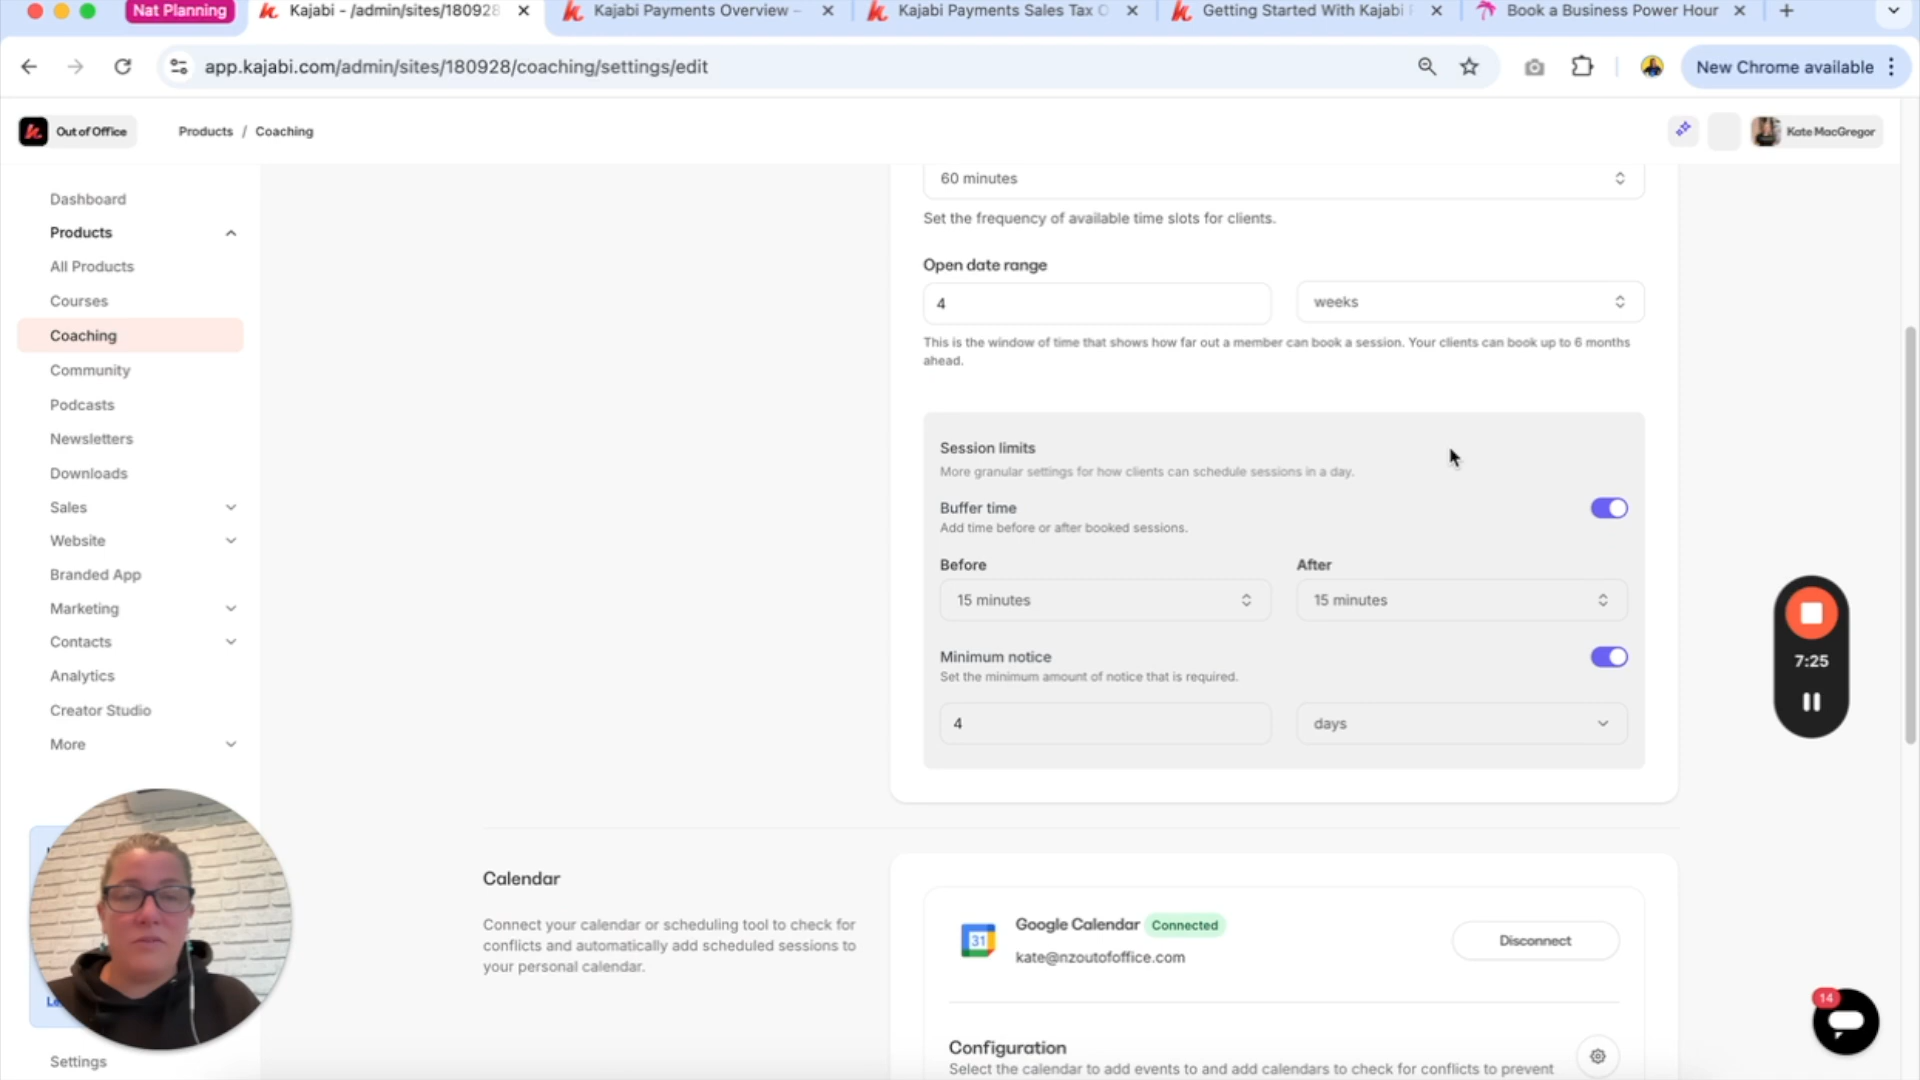 Nat Planning
Kajabi - /admin/sites/180928
Kajabi Payments Overview -
Kajabi Payments Sales Tax O
Getting Started With Kajabi
Book a Business Power Hour
app.kajabi.com/admin/sites/180928/coaching/settings/edit
New Chrome available
Out of Office
Products / Coaching
Kate MacGregor
Dashboard
Products
All Products
Courses
Coaching
Community
Podcasts
Newsletters
Downloads
Sales
Website
Branded App
Marketing
Contacts
Analytics
Creator Studio
More
Settings
60 minutes
Set the frequency of available time slots for clients.
Open date range
4
weeks
This is the window of time that shows how far out a member can book a session. Your clients can book up to 6 months
ahead.
Session limits
More granular settings for how clients can schedule sessions in a day.
Buffer time
Add time before or after booked sessions.
Before
After
15 minutes
15 minutes
Minimum notice
Set the minimum amount of notice that is required.
4
days
7:25
Calendar
Connect your calendar or scheduling tool to check for
conflicts and automatically add scheduled sessions to
your personal calendar.
31
Google Calendar
Connected
kate@nzoutofoffice.com
Disconnect
Configuration
Select the calendar to add events to and add calendars to check for conflicts to prevent
14